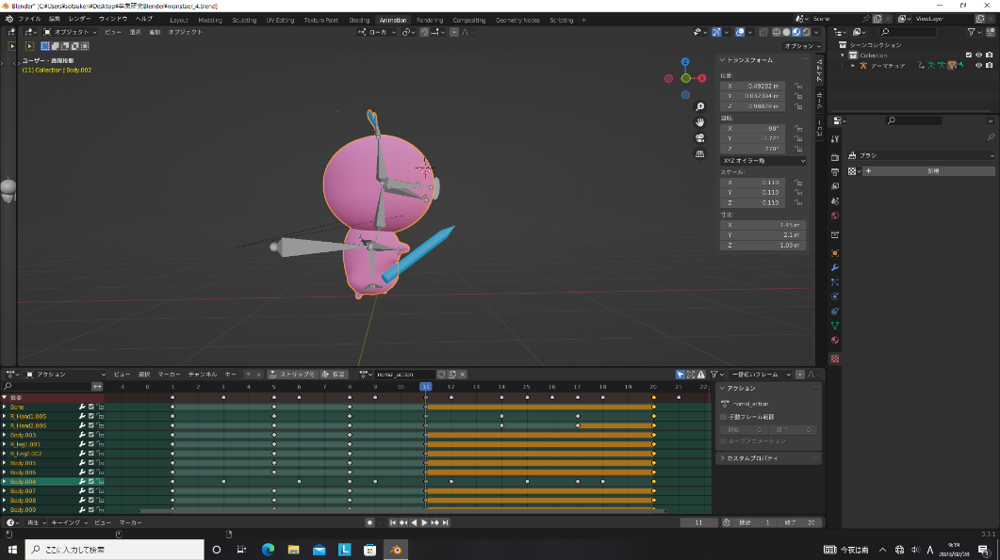 Blender* [C:¥Users¥sotsuken¥Desktop¥卒業研究Blender¥monstaer_4.blend]
ファイル 編集 レンダー ウィンドウ ヘルプ Layout Modeling Sculpting UV Editing Texture Paint Shading Animation Rendering Compositing Geometry Nodes Scripting + Scene ViewLayer
オブジェクト ビュー 選択 追加 オブジェクト ローカ
オプション
ユーザー・透視投影
(11) Collection | Body.002
Z
X
トランスフォーム
位置:
X 0.49282 m
Y 0.032394 m
Z 0.98878 m
回転:
X -90°
Y -1.72°
Z 270°
XYZ オイラー角
スケール:
X 0.110
Y 0.110
Z 0.110
寸法:
X 1.45 m
Y 2.1 m
Z 1.09 m
アイテム
ツール
ビュー
シーンコレクション
Collection
アーマチュア
ブラシ
+ 新規
アクション ビュー 選択 マーカー チャンネル キー ストリップ化 保留 nomal_action 一番近いフレーム
-1 0 1 2 3 4 5 6 7 8 9 10 11 12 13 14 15 16 17 18 19 20 21 22
概要
Bone
R_Hand1.005
R_Hand2.006
Body.003
R_leg1.001
R_Leg2.002
Body.005
Body.006
Body.004
Body.007
Body.008
Body.009
アクション
nomal_action
手動フレーム範囲
開始 0 終了 0
ループアニメーション
カスタムプロパティ
再生 キーイング ビュー マーカー 11 開始 1 終了 20
3.3.1
ここに入力して検索
L
今夜は歯
A
2023/02/28